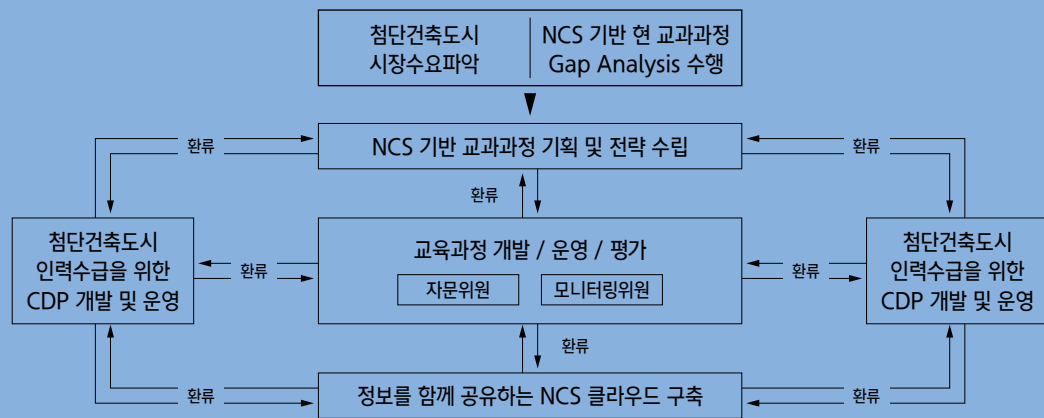 첨단건축도시
시장수요파악
NCS 기반 현 교과과정
Gap Analysis 수행
환류
NCS 기반 교과과정 기획 및 전략 수립
환류
환류
첨단건축도시
인력수급을 위한
CDP 개발 및 운영
환류
교육과정 개발 / 운영 / 평가
자문위원
모니터링위원
환류
첨단건축도시
인력수급을 위한
CDP 개발 및 운영
환류
환류
정보를 함께 공유하는 NCS 클라우드 구축
환류